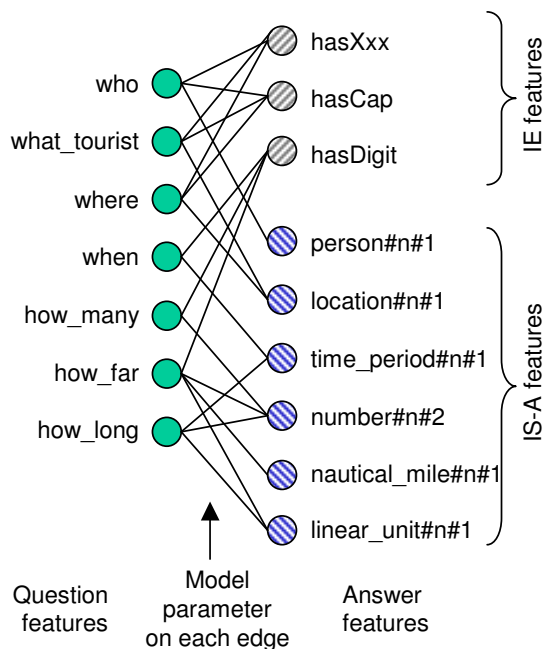 who
what_tourist
where
when
how_many
how_far
how_long
hasXxx
hasCap
hasDigit
person#n#1
location#n#1
time_period#n#1
number#n#2
nautical_mile#n#1
linear_unit#n#1
IE features
IS-A features
Question
features
Model
parameter
on each edge
Answer
features